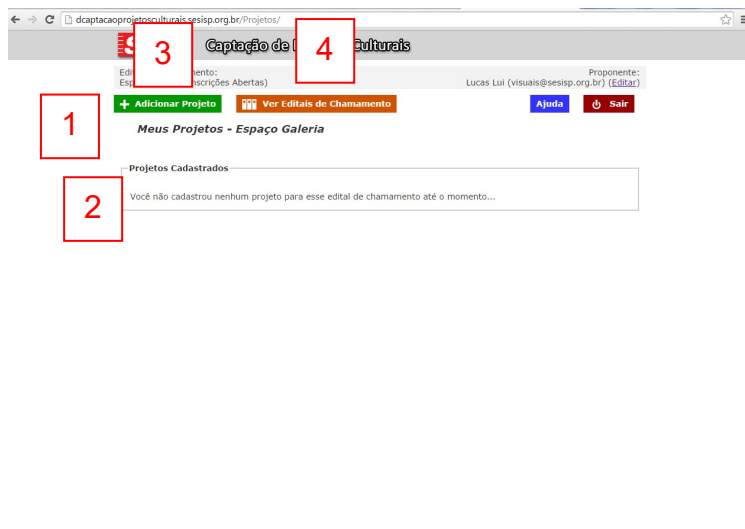 dcaptacaoprojetosculturais.sesisp.org.br/Projetos/
S
3
Captação de
4
Culturais
Edi
ento:
Proponente:
Esp
nscrições Abertas)
Lucas Lui (visuais@sesisp.org.br) (Editar)
1
Adicionar Projeto
Ver Editais de Chamamento
Ajuda
Sair
Meus Projetos - Espaço Galeria
Projetos Cadastrados
2
Você não cadastrou nenhum projeto para esse edital de chamamento até o momento...